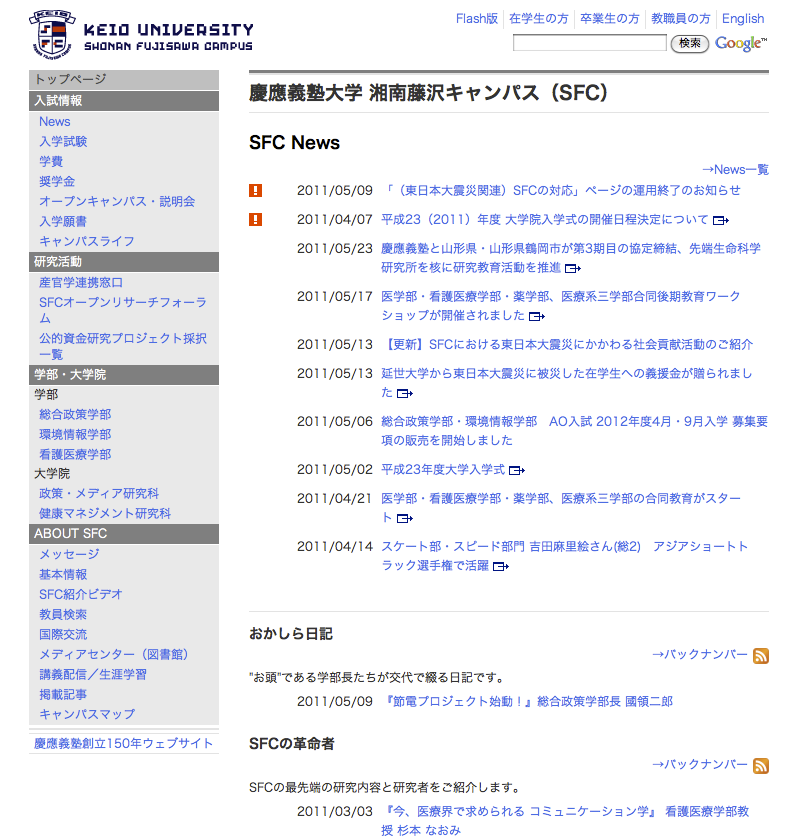 KEIO UNIVERSITY
SHONAN FUJISAWA CAMPUS
Flash版 在学生の方 卒業生の方 教職員の方 English
検索 Google™
トップページ
入試情報
News
入学試験
学費
奨学金
オープンキャンパス・説明会
入学願書
キャンパスライフ
研究活動
産官学連携窓口
SFCオープンリサーチフォーラ
ム
公的資金研究プロジェクト採択
一覧
学部・大学院
学部
総合政策学部
環境情報学部
看護医療学部
大学院
政策・メディア研究科
健康マネジメント研究科
ABOUT SFC
メッセージ
基本情報
SFC紹介ビデオ
教員検索
国際交流
メディアセンター（図書館）
講義配信／生涯学習
掲載記事
キャンパスマップ
慶應義塾創立150年ウェブサイト
慶應義塾大学 湘南藤沢キャンパス（SFC）
SFC News
→News一覧
2011/05/09 「（東日本大震災関連）SFCの対応」ページの運用終了のお知らせ
2011/04/07 平成23（2011）年度 大学院入学式の開催日程決定について
2011/05/23 慶應義塾と山形県・山形県鶴岡市が第3期目の協定締結、先端生命科学
研究所を核に研究教育活動を推進
2011/05/17 医学部・看護医療学部・薬学部、医療系三学部合同後期教育ワーク
ショップが開催されました
2011/05/13 【更新】SFCにおける東日本大震災にかかわる社会貢献活動のご紹介
2011/05/13 延世大学から東日本大震災に被災した在学生への義援金が贈られまし
た
2011/05/06 総合政策学部・環境情報学部　AO入試 2012年度4月・9月入学 募集要
項の販売を開始しました
2011/05/02 平成23年度大学入学式
2011/04/21 医学部・看護医療学部・薬学部、医療系三学部の合同教育がスター
ト
2011/04/14 スケート部・スピード部門 吉田麻里絵さん(総2)　アジアショートト
ラック選手権で活躍
おかしら日記
→バックナンバー
"お頭"である学部長たちが交代で綴る日記です。
2011/05/09 『節電プロジェクト始動！』総合政策学部長 國領二郎
SFCの革命者
→バックナンバー
SFCの最先端の研究内容と研究者をご紹介します。
2011/03/03 『今、医療界で求められる コミュニケーション学』 看護医療学部教
授 杉本 なおみ